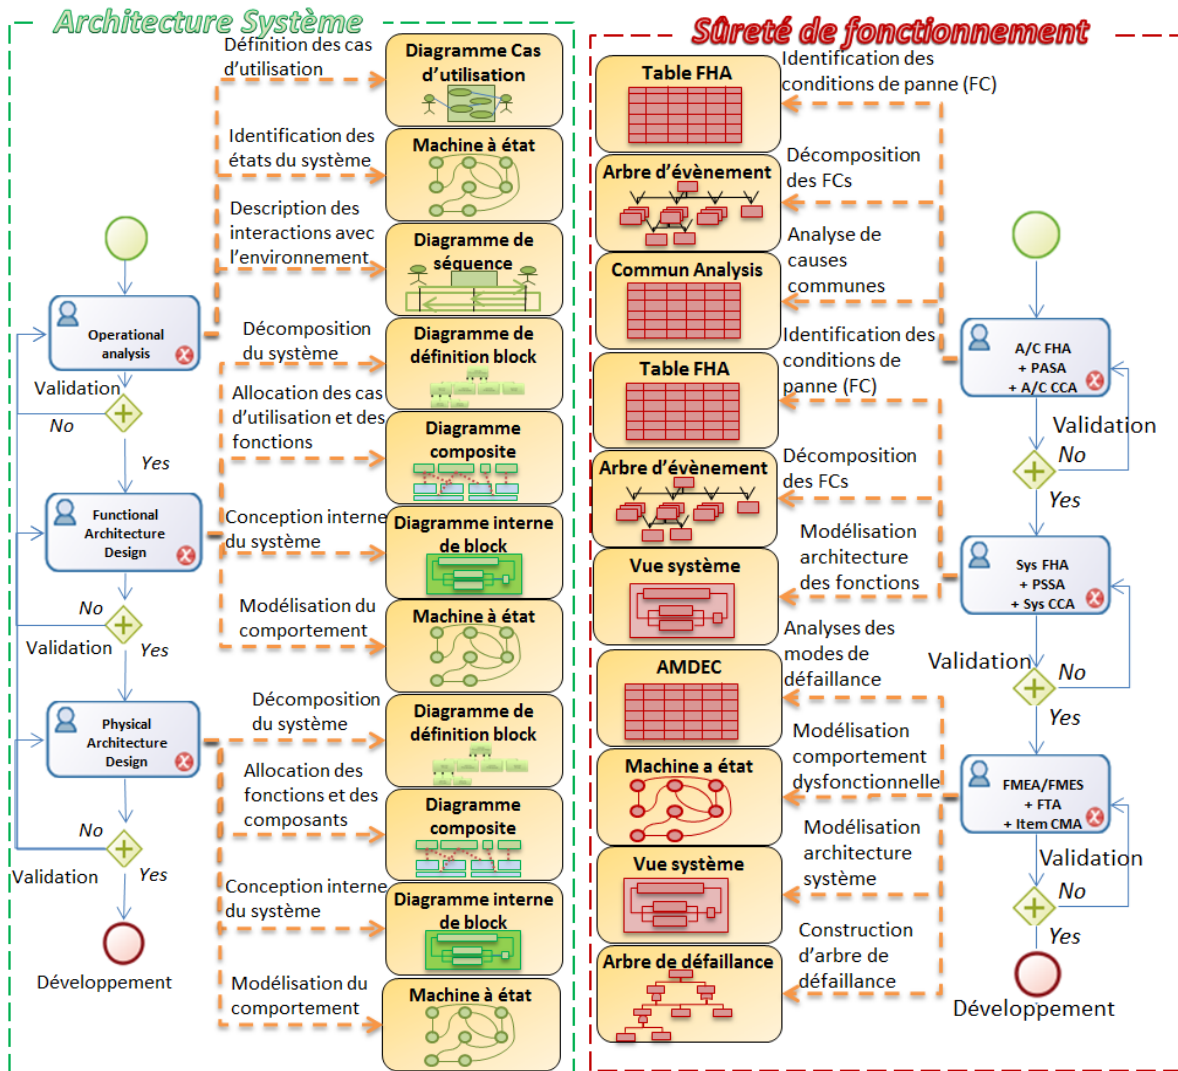 Architecture Système
Définition des cas
d'utilisation
Identification des
états du système
Description des
interactions avec
l'environnement
Operational
analysis
Validation
No
Yes
Décomposition
du système
Allocation des cas
d'utilisation et des
fonctions
Functional
Architecture
Design
Conception interne
du système
Modélisation du
comportement
No
Validation
Yes
Physical
Architecture
Design
Décomposition
du système
Allocation des
fonctions et des
composants
No
Validation
Yes
Conception interne
du système
Développement
Modélisation du
comportement
Diagramme Cas
d'utilisation
Machine à état
Diagramme de
séquence
Diagramme de
définition block
Diagramme
composite
Diagramme interne
de block
Machine à état
Diagramme de
définition block
Diagramme
composite
Diagramme interne
de block
Machine à état
Sûreté de fonctionnement
Table FHA
Arbre d'évènement
Commun Analysis
Table FHA
Arbre d'évènement
Vue système
AMDEC
Machine a état
Vue système
Arbre de défaillance
Identification des
conditions de panne (FC)
Décomposition
des FCs
Analyse de
causes
communes
Identification des
conditions de
panne (FC)
A/C FHA
+ PASA
+ A/C CCA
Validation
No
Yes
Décomposition
des FCs
Modélisation
architecture
des fonctions
Sys FHA
+ PSSA
+ Sys CCA
Validation
No
Yes
Analyses des
modes de
défaillance
Modélisation
comportement
dysfonctionnelle
FMEA/FMES
+ FTA
+ Item CMA
Modélisation
architecture
système
Validation
No
Yes
Construction
d'arbre de
défaillance
Développement